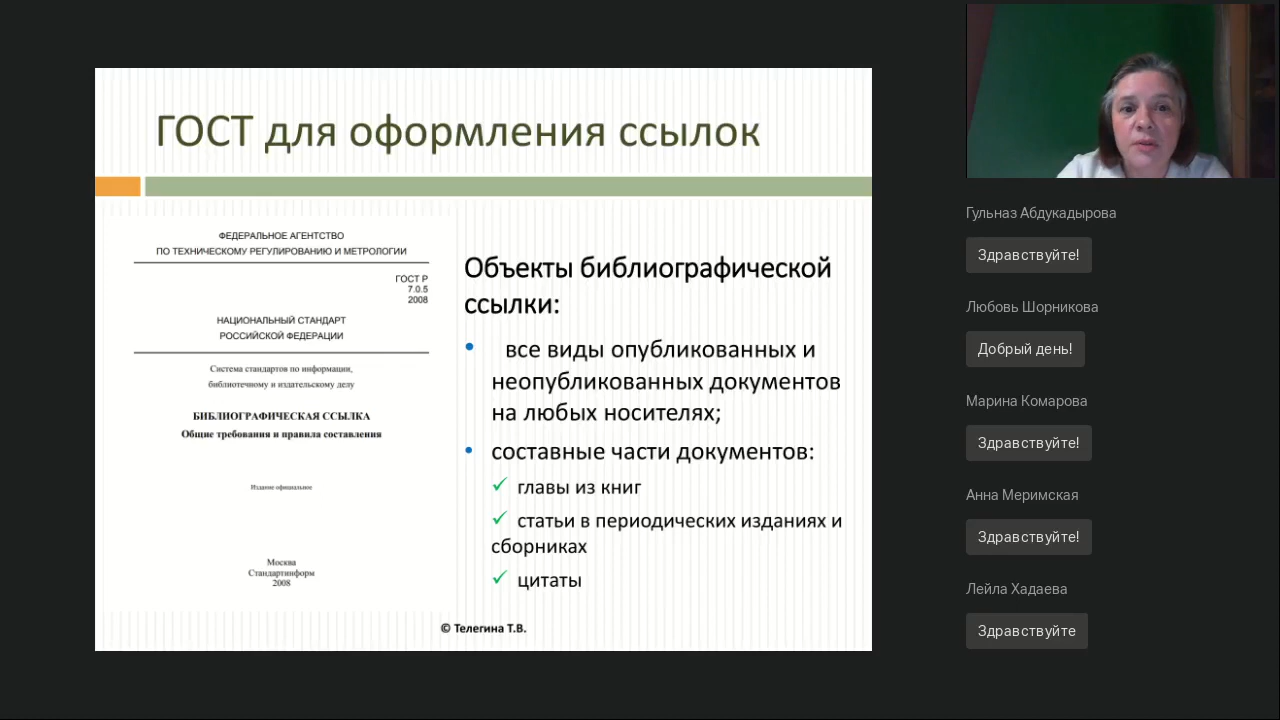 ГОСТ для оформления ссылок
ФЕДЕРАЛЬНОЕ АГЕНТСТВО
ПО ТЕХНИЧЕСКОМУ РЕГУЛИРОВАНИЮ И МЕТРОЛОГИИ
ГОСТ Р
7.0.5
2008
НАЦИОНАЛЬНЫЙ СТАНДАРТ
РОССИЙСКОЙ ФЕДЕРАЦИИ
Система стандартов по информации,
библиотечному и издательскому делу
БИБЛИОГРАФИЧЕСКАЯ ССЫЛКА
Общие требования и правила составления
Издание официальное
Москва
Стандартинформ
2008
Объекты библиографической
ссылки:
• все виды опубликованных и
неопубликованных документов
на любых носителях;
• составные части документов:
✓ главы из книг
✓ статьи в периодических изданиях и
сборниках
✓ цитаты
© Телегина Т.В.
Гульназ Абдукадырова
Здравствуйте!
Любовь Шорникова
Добрый день!
Марина Комарова
Здравствуйте!
Анна Меримская
Здравствуйте!
Лейла Хадаева
Здравствуйте